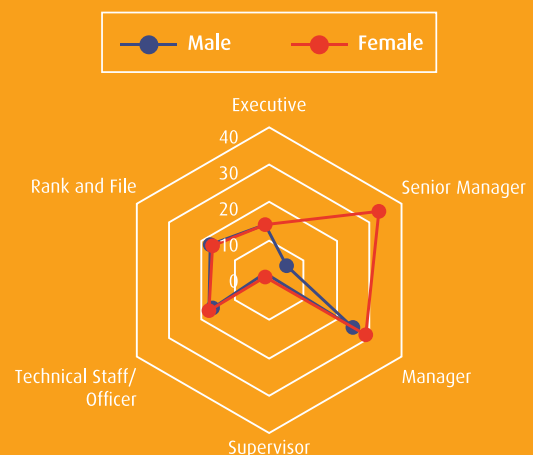 Male Female
Executive
40
30
20
10
0
Rank and File
Senior Manager
Technical Staff/
Officer
Manager
Supervisor